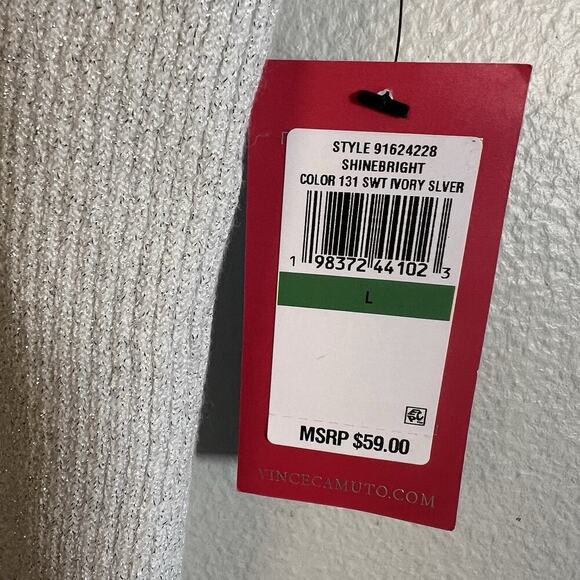 STYLE 91624228
SHINEBRIGHT
COLOR 131 SWT IVORY SLVER
1 98372 44102 3
L
MSRP $59.00
VINCECAMUTO.COM